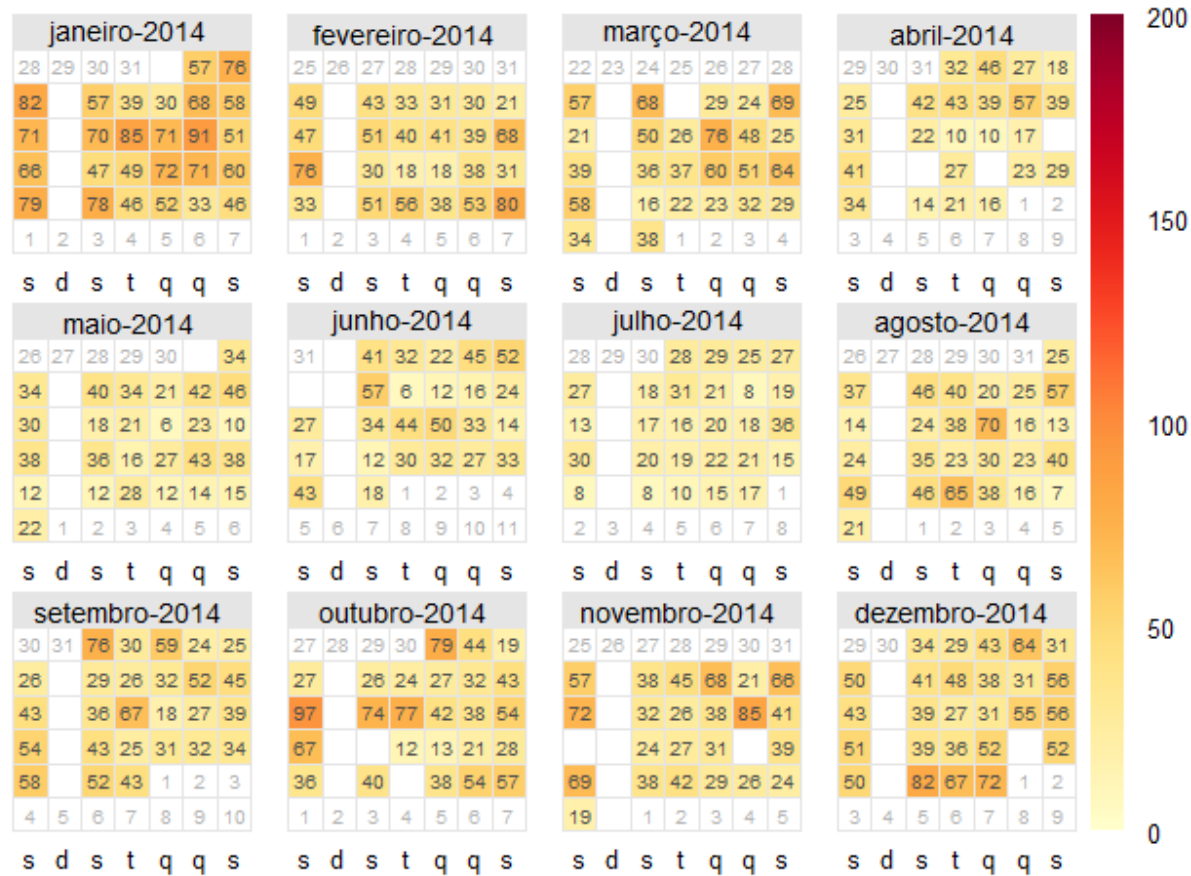 janeiro-2014 fevereiro-2014 março-2014 abril-2014 200
28 29 30 31 57 76 25 26 27 28 29 30 31 22 23 24 25 26 27 28 29 30 31 32 46 27 18
82 57 39 30 68 58 49 43 33 31 30 21 57 68 29 24 69 25 42 43 39 57 39
71 70 85 71 91 51 47 51 40 41 39 68 21 50 26 76 48 25 31 22 10 10 17
66 47 49 72 71 60 76 30 18 18 38 31 39 36 37 60 51 64 41 27 23 29
79 78 46 52 33 46 33 51 56 38 53 80 58 16 22 23 32 29 34 14 21 16 1 2
150
1 2 3 4 5 6 7 1 2 3 4 5 6 7 34 38 1 2 3 4 3 4 5 6 7 8 9
s d s t q q s s d s t q q s s d s t q q s s d s t q q s
maio-2014 junho-2014 julho-2014 agosto-2014
26 27 28 29 30 34 31 41 32 22 45 52 28 29 30 28 29 25 27 26 27 28 29 30 31 25
34 40 34 21 42 46 57 6 12 16 24 27 18 31 21 8 19 37 46 40 20 25 57
30 18 21 6 23 10 27 34 44 50 33 14 13 17 16 20 18 36 14 24 38 70 16 13 100
38 36 16 27 43 38 17 12 30 32 27 33 30 20 19 22 21 15 24 35 23 30 23 40
12 12 28 12 14 15 43 18 1 2 3 4 8 8 10 15 17 1 49 46 65 38 16 7
22 1 2 3 4 5 6 5 6 7 8 9 10 11 2 3 4 5 6 7 8 21 1 2 3 4 5
s d s t q q s s d s t q q s s d s t q q s s d s t q q s
setembro-2014 outubro-2014 novembro-2014 dezembro-2014 50
30 31 76 30 59 24 25 27 28 29 30 79 44 19 25 26 27 28 29 30 31 29 30 34 29 43 64 31
26 29 26 32 52 45 27 26 24 27 32 43 57 38 45 68 21 66 50 41 48 38 31 56
43 36 67 18 27 39 97 74 77 42 38 54 72 32 26 38 85 41 43 39 27 31 55 56
54 43 25 31 32 34 67 12 13 21 28 24 27 31 39 51 39 36 52 52
58 52 43 1 2 3 36 40 38 54 57 69 38 42 29 26 24 50 82 67 72 1 2
4 5 6 7 8 9 10 1 2 3 4 5 6 7 19 1 2 3 4 5 3 4 5 6 7 8 9
0
s d s t q q s s d s t q q s s d s t q q s s d s t q q s